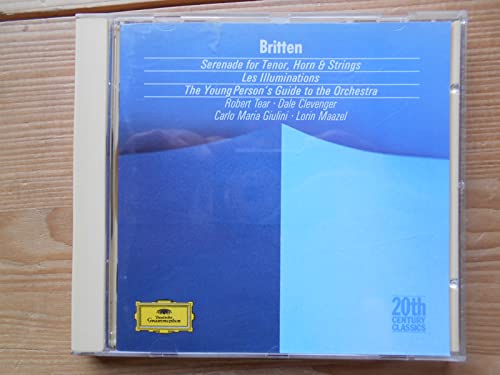 Britten
Serenade for Tenor, Horn & Strings
Les Illuminations
The Young Person's Guide to the Orchestra
Robert Tear · Dale Clevenger
Carlo Maria Giulini · Lorin Maazel
Deutsche
Grammophon
20th
CENTURY
CLASSICS